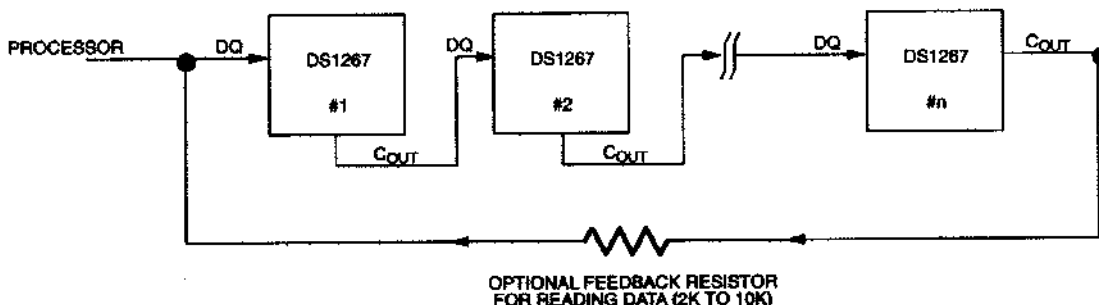 PROCESSOR
DQ
DS1267
#1
COUT
DQ
DS1267
#2
COUT
DQ
DS1267
#n
COUT
OPTIONAL FEEDBACK RESISTOR
FOR READING DATA (2K TO 10K)